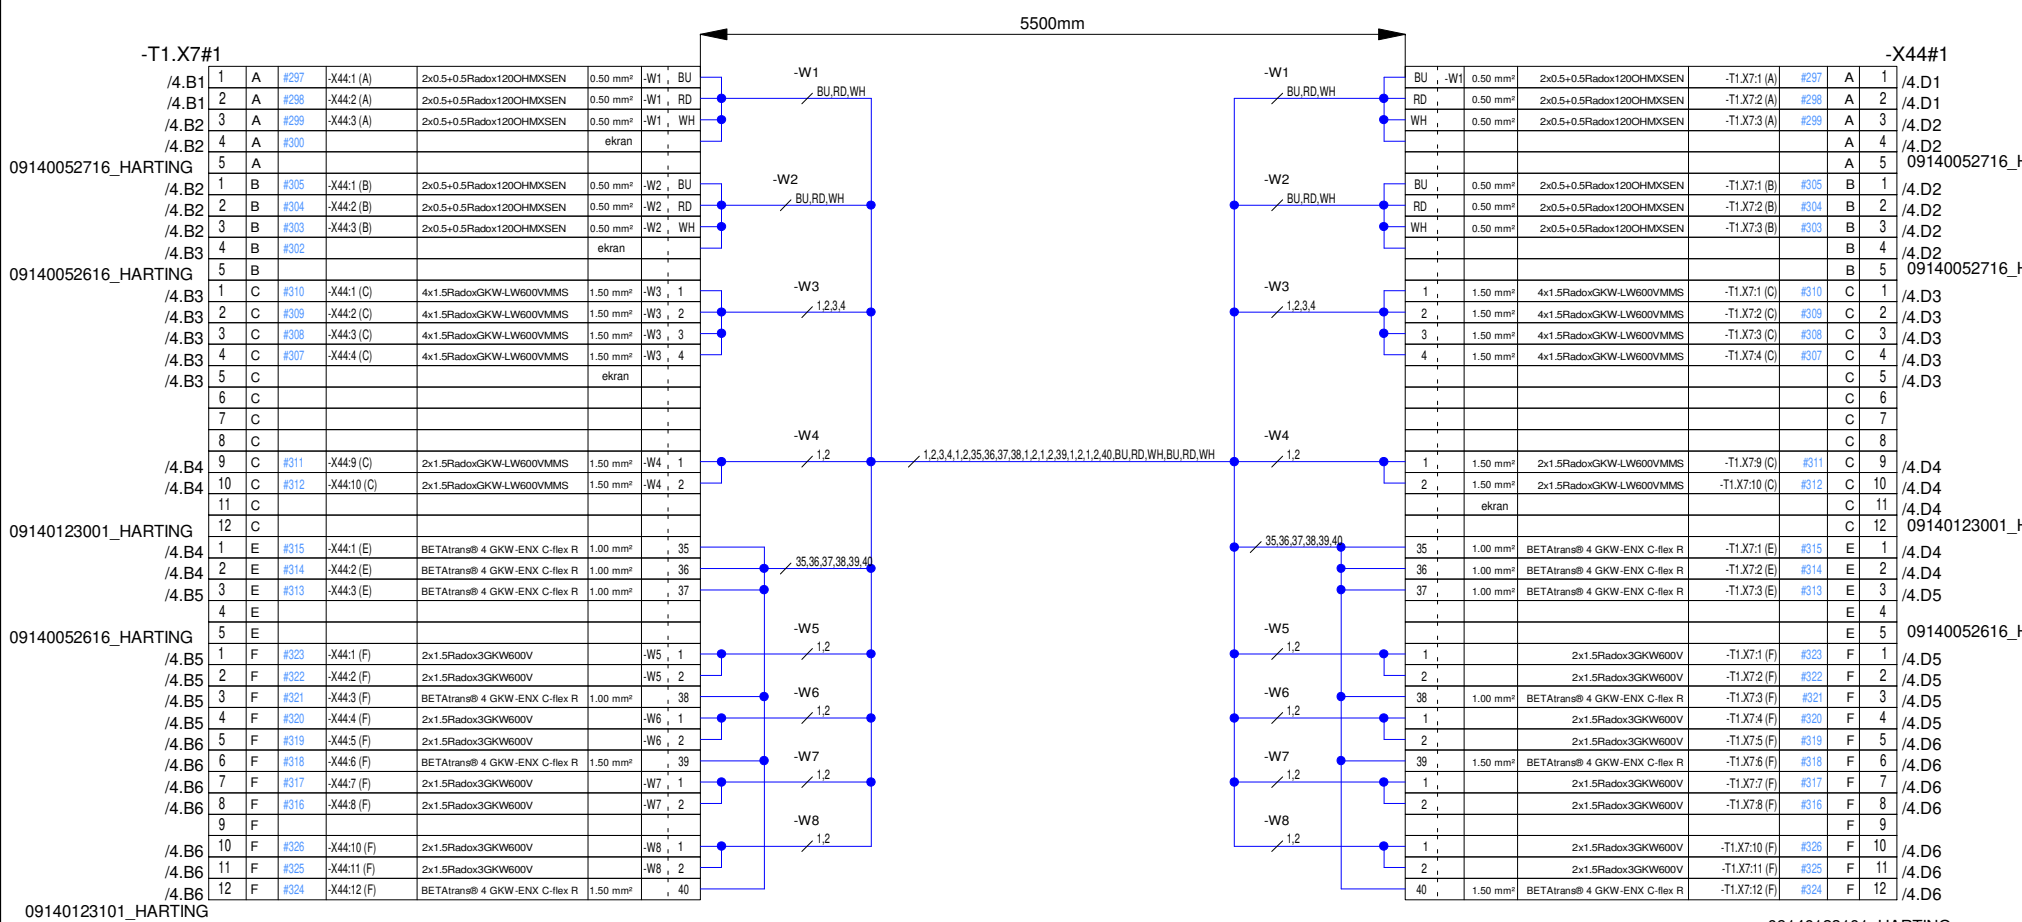 5500mm
-T1.X7#1
-X44#1
/4.B1 1 A #297 -X44:1 (A) 2x0.5+0.5Radox120OHMXSEN 0.50 mm² -W1 BU
/4.B1 2 A #298 -X44:2 (A) 2x0.5+0.5Radox120OHMXSEN 0.50 mm² -W1 RD
/4.B2 3 A #299 -X44:3 (A) 2x0.5+0.5Radox120OHMXSEN 0.50 mm² -W1 WH
/4.B2 4 A #300 ekran
09140052716_HARTING 5 A
/4.B2 1 B #305 -X44:1 (B) 2x0.5+0.5Radox120OHMXSEN 0.50 mm² -W2 BU
/4.B2 2 B #304 -X44:2 (B) 2x0.5+0.5Radox120OHMXSEN 0.50 mm² -W2 RD
/4.B2 3 B #303 -X44:3 (B) 2x0.5+0.5Radox120OHMXSEN 0.50 mm² -W2 WH
/4.B3 4 B #302 ekran
09140052616_HARTING 5 B
/4.B3 1 C #310 -X44:1 (C) 4x1.5RadoxGKW-LW600VMMS 1.50 mm² -W3 1
/4.B3 2 C #309 -X44:2 (C) 4x1.5RadoxGKW-LW600VMMS 1.50 mm² -W3 2
/4.B3 3 C #308 -X44:3 (C) 4x1.5RadoxGKW-LW600VMMS 1.50 mm² -W3 3
/4.B3 4 C #307 -X44:4 (C) 4x1.5RadoxGKW-LW600VMMS 1.50 mm² -W3 4
/4.B3 5 C ekran
6 C
7 C
8 C
/4.B4 9 C #311 -X44:9 (C) 2x1.5RadoxGKW-LW600VMMS 1.50 mm² -W4 1
/4.B4 10 C #312 -X44:10 (C) 2x1.5RadoxGKW-LW600VMMS 1.50 mm² -W4 2
11 C
09140123001_HARTING 12 C
/4.B4 1 E #315 -X44:1 (E) BETAtrans® 4 GKW-ENX C-flex R 1.00 mm² 35
/4.B4 2 E #314 -X44:2 (E) BETAtrans® 4 GKW-ENX C-flex R 1.00 mm² 36
/4.B5 3 E #313 -X44:3 (E) BETAtrans® 4 GKW-ENX C-flex R 1.00 mm² 37
4 E
09140052616_HARTING 5 E
/4.B5 1 F #323 -X44:1 (F) 2x1.5Radox3GKW600V -W5 1
/4.B5 2 F #322 -X44:2 (F) 2x1.5Radox3GKW600V -W5 2
/4.B5 3 F #321 -X44:3 (F) BETAtrans® 4 GKW-ENX C-flex R 1.00 mm² 38
/4.B5 4 F #320 -X44:4 (F) 2x1.5Radox3GKW600V -W6 1
/4.B6 5 F #319 -X44:5 (F) 2x1.5Radox3GKW600V -W6 2
/4.B6 6 F #318 -X44:6 (F) BETAtrans® 4 GKW-ENX C-flex R 1.50 mm² 39
/4.B6 7 F #317 -X44:7 (F) 2x1.5Radox3GKW600V -W7 1
/4.B6 8 F #316 -X44:8 (F) 2x1.5Radox3GKW600V -W7 2
9 F
/4.B6 10 F #326 -X44:10 (F) 2x1.5Radox3GKW600V -W8 1
/4.B6 11 F #325 -X44:11 (F) 2x1.5Radox3GKW600V -W8 2
/4.B6 12 F #324 -X44:12 (F) BETAtrans® 4 GKW-ENX C-flex R 1.50 mm² 40
09140123101_HARTING
-W1
BU,RD,WH
-W2
BU,RD,WH
-W3
1,2,3,4
-W4
1,2
35,36,37,38,39,40
-W5
1,2
-W6
1,2
-W7
1,2
-W8
1,2
1,2,3,4,1,2,35,36,37,38,1,2,1,2,39,1,2,1,2,40,BU,RD,WH,BU,RD,WH
-W1
BU,RD,WH
-W2
BU,RD,WH
-W3
1,2,3,4
-W4
1,2
35,36,37,38,39,40
-W5
1,2
-W6
1,2
-W7
1,2
-W8
1,2
BU -W1 0.50 mm² 2x0.5+0.5Radox120OHMXSEN -T1.X7:1 (A) #297 A 1 /4.D1
RD 0.50 mm² 2x0.5+0.5Radox120OHMXSEN -T1.X7:2 (A) #298 A 2 /4.D1
WH 0.50 mm² 2x0.5+0.5Radox120OHMXSEN -T1.X7:3 (A) #299 A 3 /4.D2
A 4 /4.D2
A 5 09140052716_H
BU 0.50 mm² 2x0.5+0.5Radox120OHMXSEN -T1.X7:1 (B) #305 B 1 /4.D2
RD 0.50 mm² 2x0.5+0.5Radox120OHMXSEN -T1.X7:2 (B) #304 B 2 /4.D2
WH 0.50 mm² 2x0.5+0.5Radox120OHMXSEN -T1.X7:3 (B) #303 B 3 /4.D2
B 4 /4.D2
B 5 09140052716_H
1 1.50 mm² 4x1.5RadoxGKW-LW600VMMS -T1.X7:1 (C) #310 C 1 /4.D3
2 1.50 mm² 4x1.5RadoxGKW-LW600VMMS -T1.X7:2 (C) #309 C 2 /4.D3
3 1.50 mm² 4x1.5RadoxGKW-LW600VMMS -T1.X7:3 (C) #308 C 3 /4.D3
4 1.50 mm² 4x1.5RadoxGKW-LW600VMMS -T1.X7:4 (C) #307 C 4 /4.D3
C 5 /4.D3
C 6
C 7
C 8
1 1.50 mm² 2x1.5RadoxGKW-LW600VMMS -T1.X7:9 (C) #311 C 9 /4.D4
2 1.50 mm² 2x1.5RadoxGKW-LW600VMMS -T1.X7:10 (C) #312 C 10 /4.D4
ekran C 11 /4.D4
C 12 09140123001_H
35 1.00 mm² BETAtrans® 4 GKW-ENX C-flex R -T1.X7:1 (E) #315 E 1 /4.D4
36 1.00 mm² BETAtrans® 4 GKW-ENX C-flex R -T1.X7:2 (E) #314 E 2 /4.D4
37 1.00 mm² BETAtrans® 4 GKW-ENX C-flex R -T1.X7:3 (E) #313 E 3 /4.D5
E 4
E 5 09140052616_H
1 2x1.5Radox3GKW600V -T1.X7:1 (F) #323 F 1 /4.D5
2 2x1.5Radox3GKW600V -T1.X7:2 (F) #322 F 2 /4.D5
38 1.00 mm² BETAtrans® 4 GKW-ENX C-flex R -T1.X7:3 (F) #321 F 3 /4.D5
1 2x1.5Radox3GKW600V -T1.X7:4 (F) #320 F 4 /4.D5
2 2x1.5Radox3GKW600V -T1.X7:5 (F) #319 F 5 /4.D6
39 1.50 mm² BETAtrans® 4 GKW-ENX C-flex R -T1.X7:6 (F) #318 F 6 /4.D6
1 2x1.5Radox3GKW600V -T1.X7:7 (F) #317 F 7 /4.D6
2 2x1.5Radox3GKW600V -T1.X7:8 (F) #316 F 8 /4.D6
F 9
1 2x1.5Radox3GKW600V -T1.X7:10 (F) #326 F 10 /4.D6
2 2x1.5Radox3GKW600V -T1.X7:11 (F) #325 F 11 /4.D6
40 1.50 mm² BETAtrans® 4 GKW-ENX C-flex R -T1.X7:12 (F) #324 F 12 /4.D6